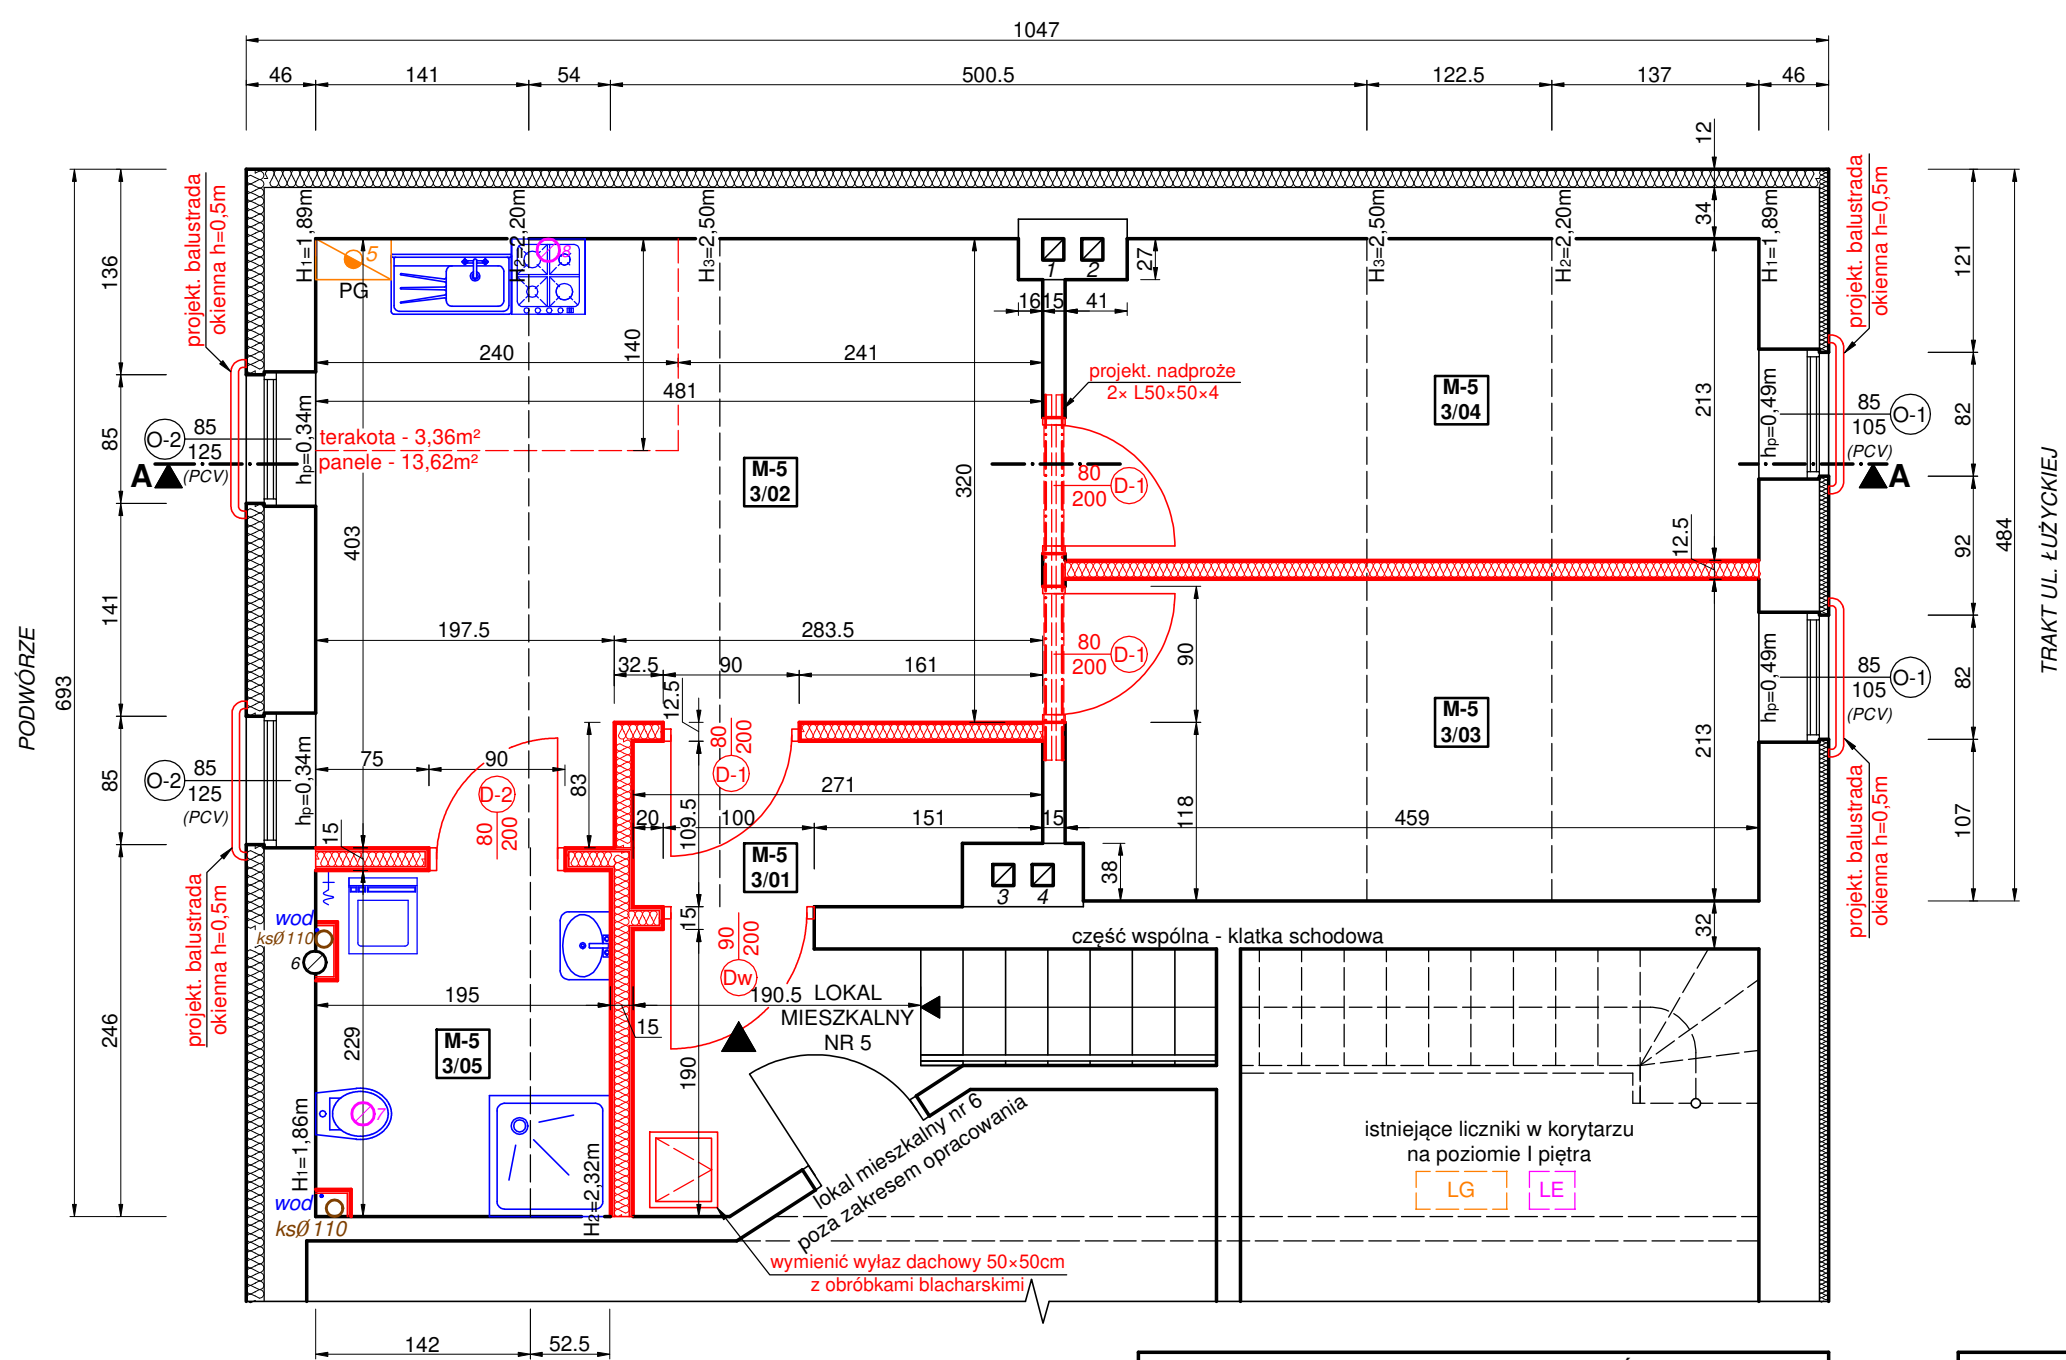 1047
46
141
54
500.5
122.5
137
46
12
34
projekt. balustrada
okienna h=0,5m
projekt. balustrada
okienna h=0,5m
H1=1,89m
H2=2,20m
H3=2,50m
H3=2,50m
H2=2,20m
H1=1,89m
136
85
141
85
246
693
PODWÓRZE
121
82
92
82
107
484
TRAKT UL. ŁUŻYCKIEJ
5
PG
8
1
2
27
16
15
41
240
241
140
481
projekt. nadproże
2× L50×50×4
terakota - 3,36m²
panele - 13,62m²
M-5
3/04
M-5
3/02
213
320
403
O-2
85
125
(PCV)
hp=0,34m
A
O-1
85
105
(PCV)
hp=0,49m
A
80
200
D-1
12.5
197.5
283.5
32.5
90
161
12.5
80
200
D-1
90
M-5
3/03
213
O-1
85
105
(PCV)
hp=0,49m
O-2
85
125
(PCV)
hp=0,34m
75
90
83
D-2
80
200
80
200
D-1
271
20
100
151
15
459
109.5
118
15
M-5
3/01
38
3
4
15
90
200
Dw
część wspólna - klatka schodowa
32
projekt. balustrada
okienna h=0,5m
projekt. balustrada
okienna h=0,5m
wod
ksØ110
6
195
15
190.5
LOKAL
MIESZKALNY
NR 5
229
M-5
3/05
190
7
H1=1,86m
H2=2,32m
wod
ksØ110
lokal mieszkalny nr 6
poza zakresem opracowania
istniejące liczniki w korytarzu
na poziomie I piętra
LG
LE
wymienić wyłaz dachowy 50×50cm
z obróbkami blacharskimi
142
52.5